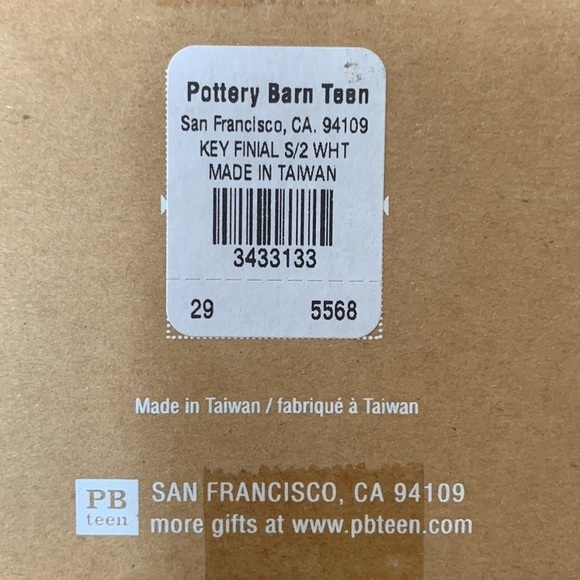 Pottery Barn Teen
San Francisco, CA. 94109
KEY FINIAL S/2 WHT
MADE IN TAIWAN
3433133
29 5568
Made in Taiwan / fabriqué à Taiwan
PB
teen
SAN FRANCISCO, CA 94109
more gifts at www.pbteen.com